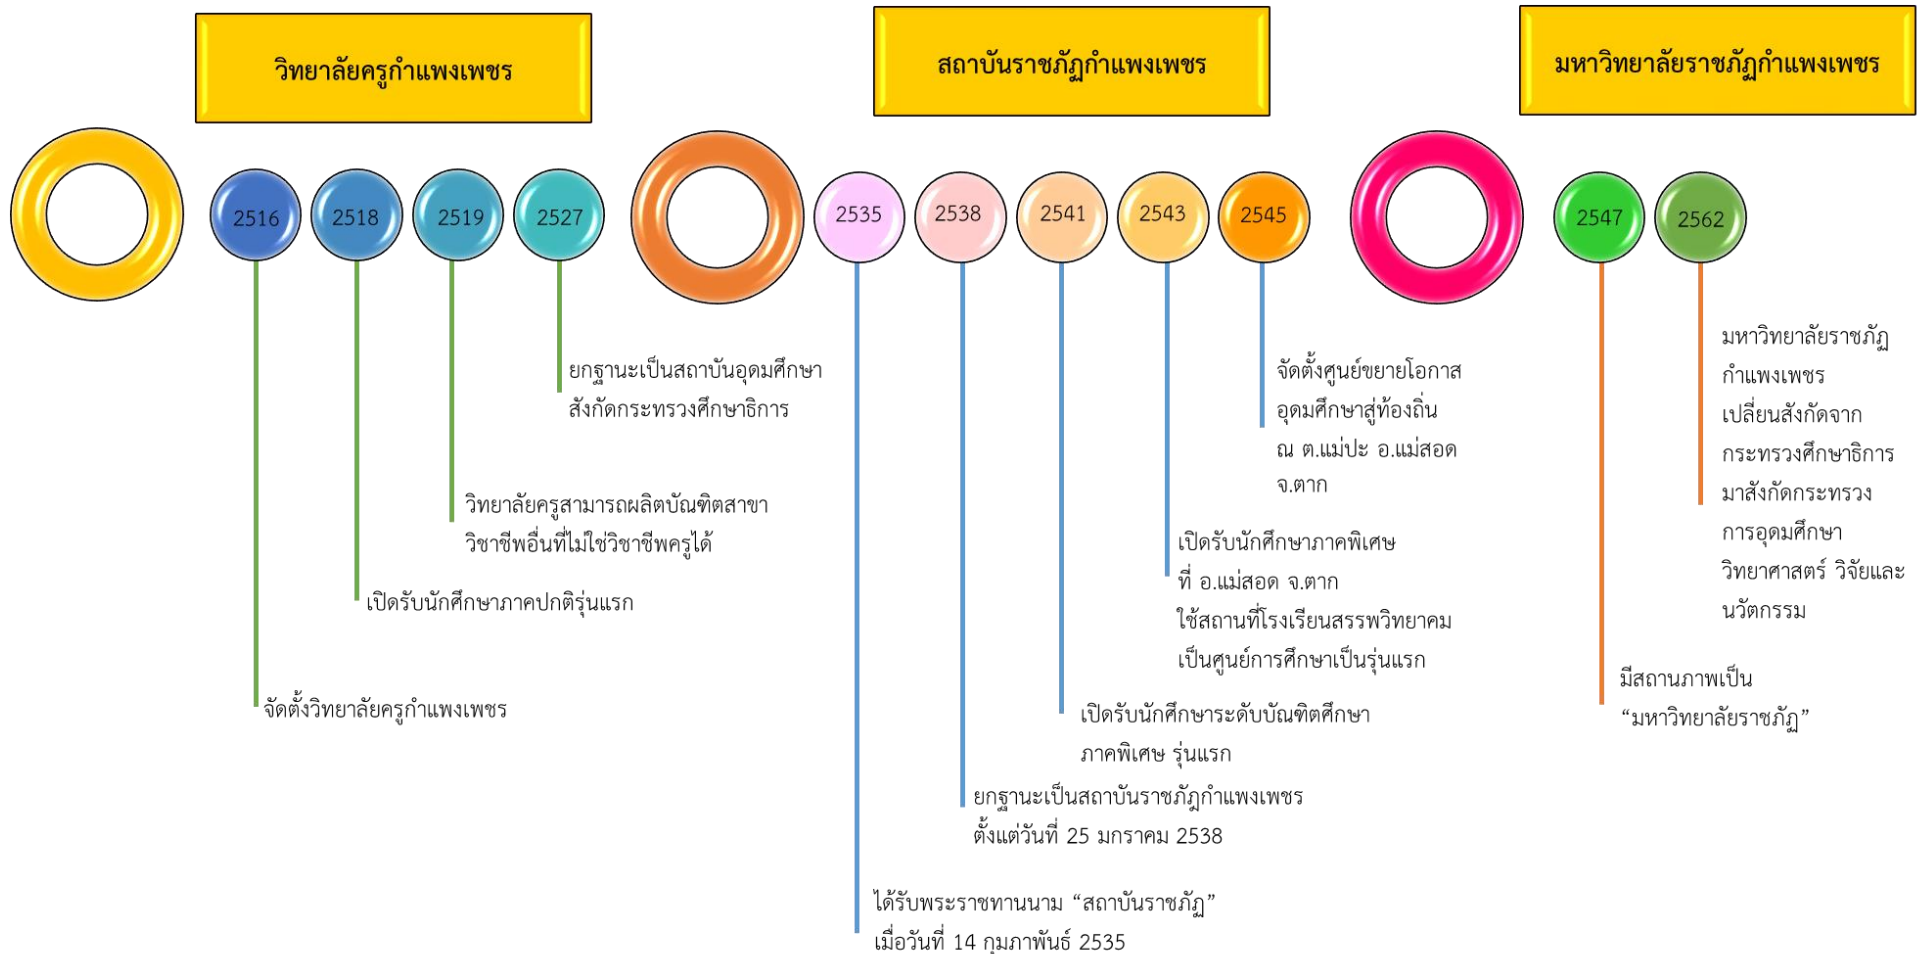 วิทยาลัยครูกำแพงเพชร
สถาบันราชภัฏกำแพงเพชร
มหาวิทยาลัยราชภัฏกำแพงเพชร
2516
2518
2519
2527
2535
2538
2541
2543
2545
2547
2562
จัดตั้งวิทยาลัยครูกำแพงเพชร
เปิดรับนักศึกษาภาคปกติรุ่นแรก
วิทยาลัยครูสามารถผลิตบัณฑิตสาขา
วิชาชีพอื่นที่ไม่ใช่วิชาชีพครูได้
ยกฐานะเป็นสถาบันอุดมศึกษา
สังกัดกระทรวงศึกษาธิการ
ได้รับพระราชทานนาม “สถาบันราชภัฏ”
เมื่อวันที่ 14 กุมภาพันธ์ 2535
ยกฐานะเป็นสถาบันราชภัฎกำแพงเพชร
ตั้งแต่วันที่ 25 มกราคม 2538
เปิดรับนักศึกษาระดับบัณฑิตศึกษา
ภาคพิเศษ รุ่นแรก
เปิดรับนักศึกษาภาคพิเศษ
ที่ อ.แม่สอด จ.ตาก
ใช้สถานที่โรงเรียนสรรพวิทยาคม
เป็นศูนย์การศึกษาเป็นรุ่นแรก
จัดตั้งศูนย์ขยายโอกาส
อุดมศึกษาสู่ท้องถิ่น
ณ ต.แม่ปะ อ.แม่สอด
จ.ตาก
มีสถานภาพเป็น
“มหาวิทยาลัยราชภัฏ”
มหาวิทยาลัยราชภัฏ
กำแพงเพชร
เปลี่ยนสังกัดจาก
กระทรวงศึกษาธิการ
มาสังกัดกระทรวง
การอุดมศึกษา
วิทยาศาสตร์ วิจัยและ
นวัตกรรม